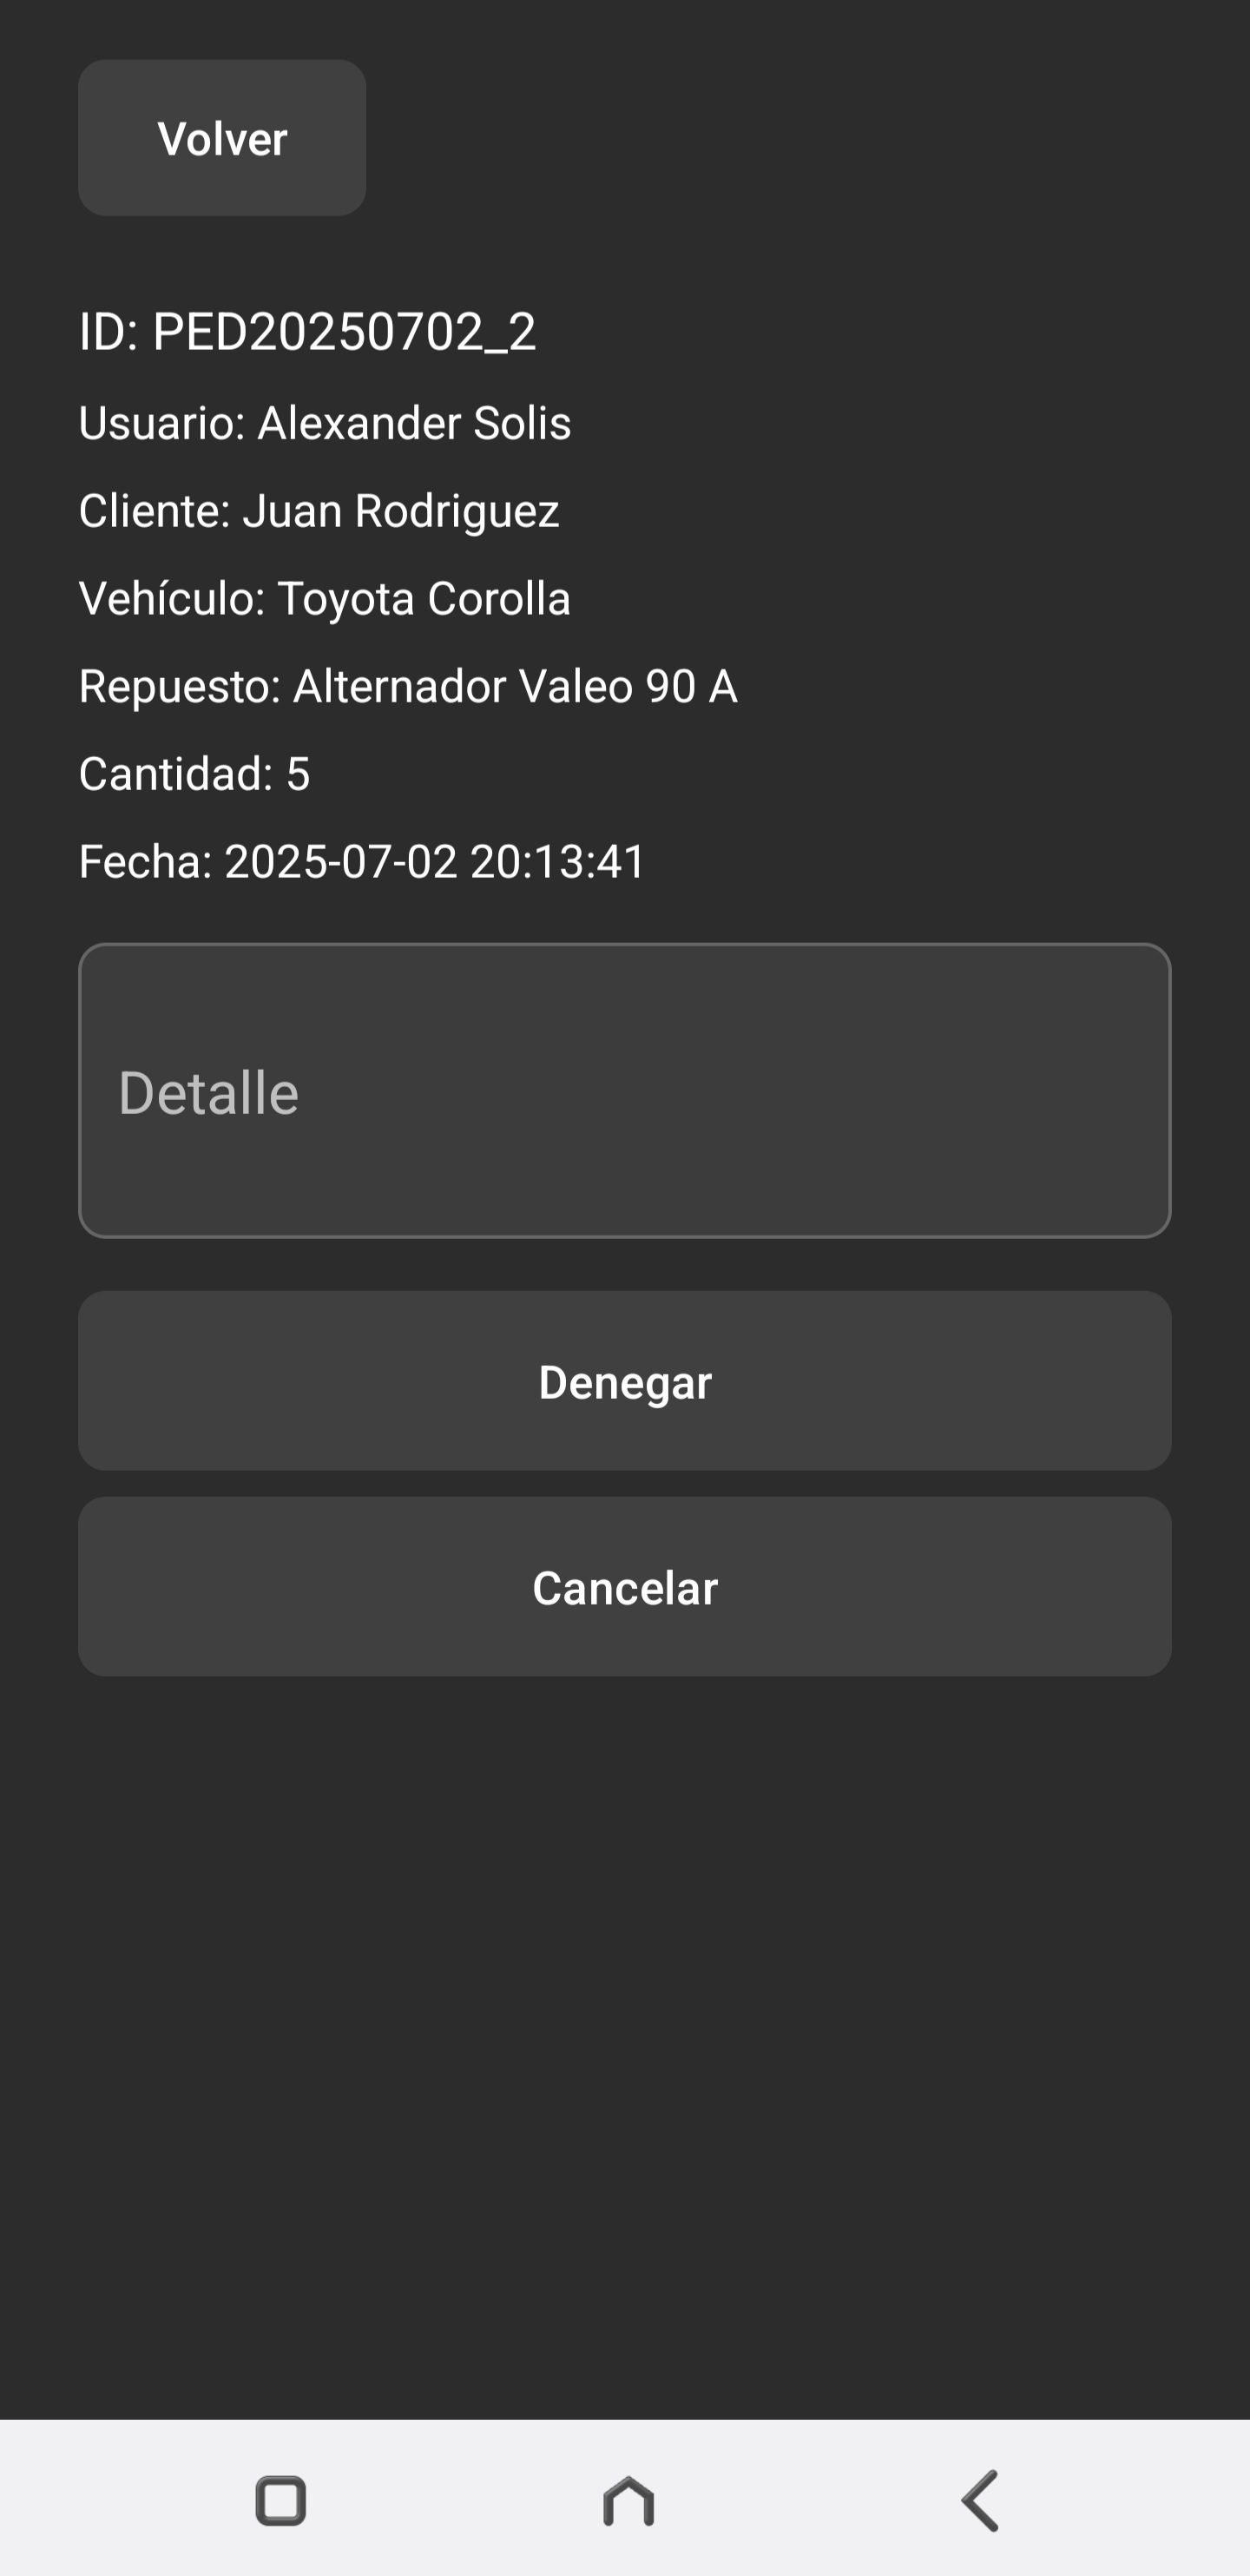 Volver
ID: PED20250702_2
Usuario: Alexander Solis
Cliente: Juan Rodriguez
Vehículo: Toyota Corolla
Repuesto: Alternador Valeo 90 A
Cantidad: 5
Fecha: 2025-07-02 20:13:41
Detalle
Denegar
Cancelar